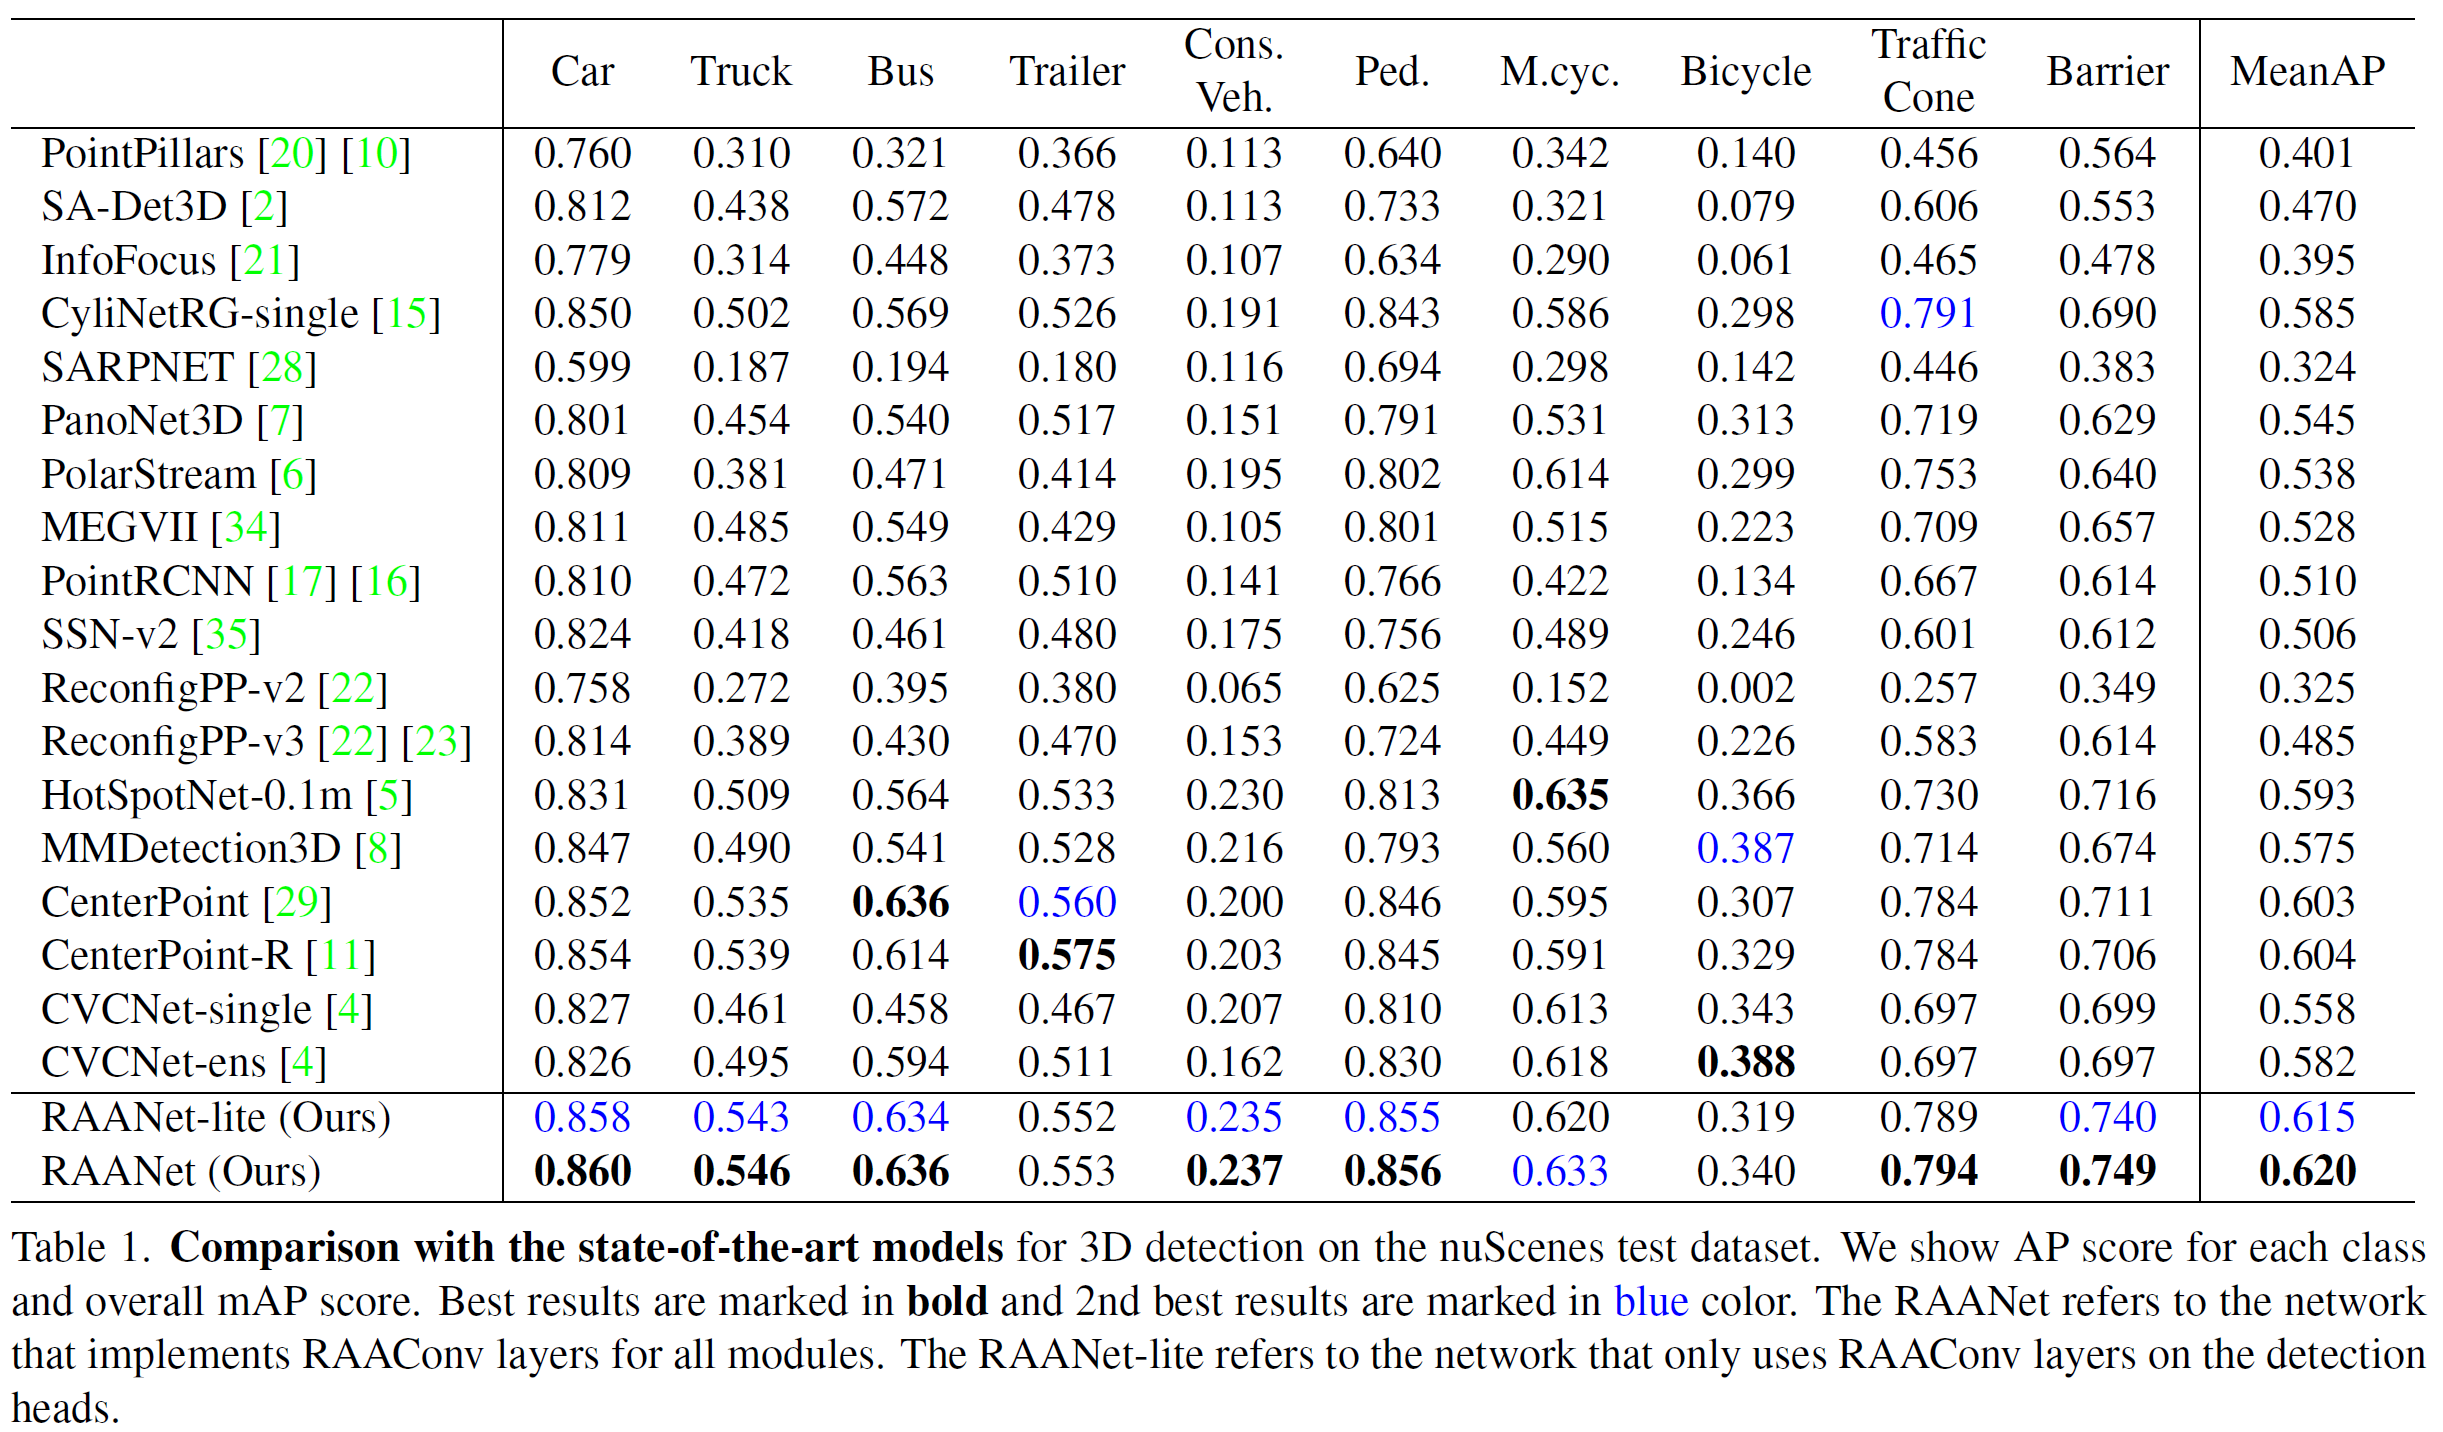 Car Truck Bus Trailer Cons. Veh. Ped. M.cyc. Bicycle Traffic Cone Barrier MeanAP
PointPillars [20] [10] 0.760 0.310 0.321 0.366 0.113 0.640 0.342 0.140 0.456 0.564 0.401
SA-Det3D [2] 0.812 0.438 0.572 0.478 0.113 0.733 0.321 0.079 0.606 0.553 0.470
InfoFocus [21] 0.779 0.314 0.448 0.373 0.107 0.634 0.290 0.061 0.465 0.478 0.395
CyliNetRG-single [15] 0.850 0.502 0.569 0.526 0.191 0.843 0.586 0.298 0.791 0.690 0.585
SARPNET [28] 0.599 0.187 0.194 0.180 0.116 0.694 0.298 0.142 0.446 0.383 0.324
PanoNet3D [7] 0.801 0.454 0.540 0.517 0.151 0.791 0.531 0.313 0.719 0.629 0.545
PolarStream [6] 0.809 0.381 0.471 0.414 0.195 0.802 0.614 0.299 0.753 0.640 0.538
MEGVII [34] 0.811 0.485 0.549 0.429 0.105 0.801 0.515 0.223 0.709 0.657 0.528
PointRCNN [17] [16] 0.810 0.472 0.563 0.510 0.141 0.766 0.422 0.134 0.667 0.614 0.510
SSN-v2 [35] 0.824 0.418 0.461 0.480 0.175 0.756 0.489 0.246 0.601 0.612 0.506
ReconfigPP-v2 [22] 0.758 0.272 0.395 0.380 0.065 0.625 0.152 0.002 0.257 0.349 0.325
ReconfigPP-v3 [22] [23] 0.814 0.389 0.430 0.470 0.153 0.724 0.449 0.226 0.583 0.614 0.485
HotSpotNet-0.1m [5] 0.831 0.509 0.564 0.533 0.230 0.813 0.635 0.366 0.730 0.716 0.593
MMDetection3D [8] 0.847 0.490 0.541 0.528 0.216 0.793 0.560 0.387 0.714 0.674 0.575
CenterPoint [29] 0.852 0.535 0.636 0.560 0.200 0.846 0.595 0.307 0.784 0.711 0.603
CenterPoint-R [11] 0.854 0.539 0.614 0.575 0.203 0.845 0.591 0.329 0.784 0.706 0.604
CVCNet-single [4] 0.827 0.461 0.458 0.467 0.207 0.810 0.613 0.343 0.697 0.699 0.558
CVCNet-ens [4] 0.826 0.495 0.594 0.511 0.162 0.830 0.618 0.388 0.697 0.697 0.582
RAANet-lite (Ours) 0.858 0.543 0.634 0.552 0.235 0.855 0.620 0.319 0.789 0.740 0.615
RAANet (Ours) 0.860 0.546 0.636 0.553 0.237 0.856 0.633 0.340 0.794 0.749 0.620
Table 1. Comparison with the state-of-the-art models for 3D detection on the nuScenes test dataset. We show AP score for each class
and overall mAP score. Best results are marked in bold and 2nd best results are marked in blue color. The RAANet refers to the network
that implements RAAConv layers for all modules. The RAANet-lite refers to the network that only uses RAAConv layers on the detection
heads.